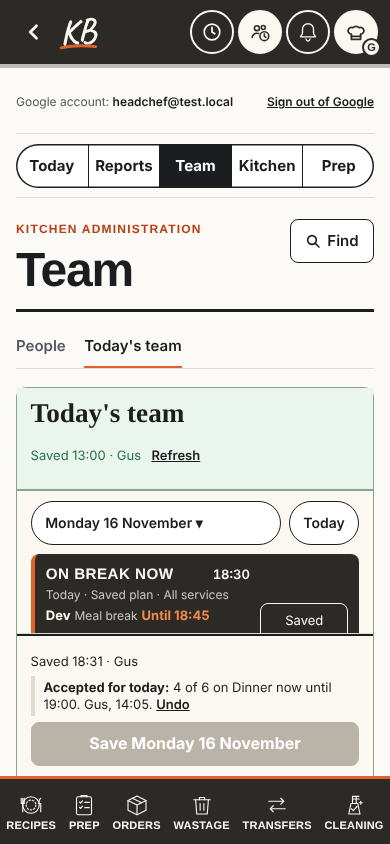 KB
G
Google account: headchef@test.local Sign out of Google
Today Reports Team Kitchen Prep
KITCHEN ADMINISTRATION
Team
Find
People Today's team
Today's team
Saved 13:00 · Gus Refresh
Monday 16 November ▾ Today
ON BREAK NOW 18:30
Today · Saved plan · All services
Dev Meal break Until 18:45
Saved
Saved 18:31 · Gus
Accepted for today: 4 of 6 on Dinner now until
19:00. Gus, 14:05. Undo
Save Monday 16 November
RECIPES PREP ORDERS WASTAGE TRANSFERS CLEANING